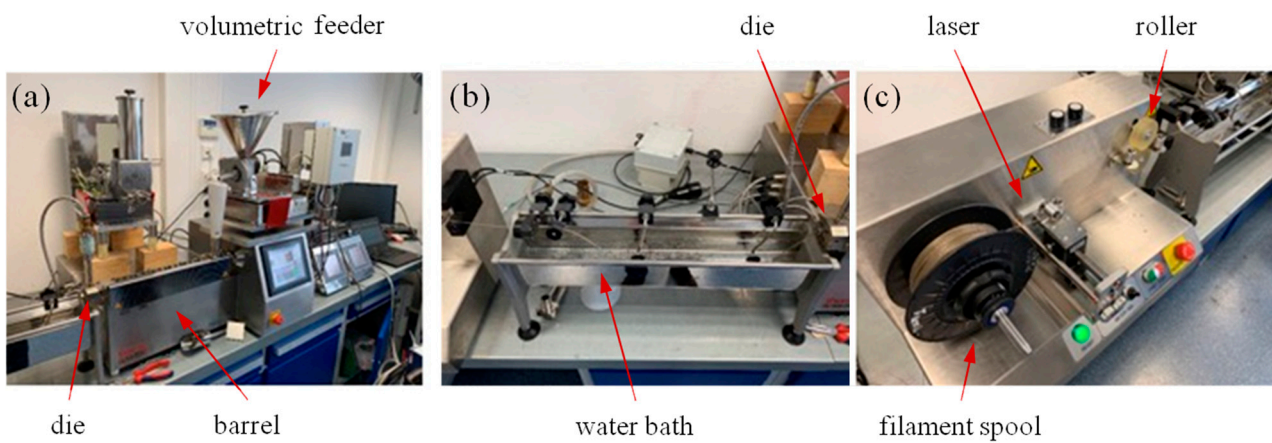 volumetric feeder
die
laser
roller
(a)
(b)
(c)
die
barrel
water bath
filament spool